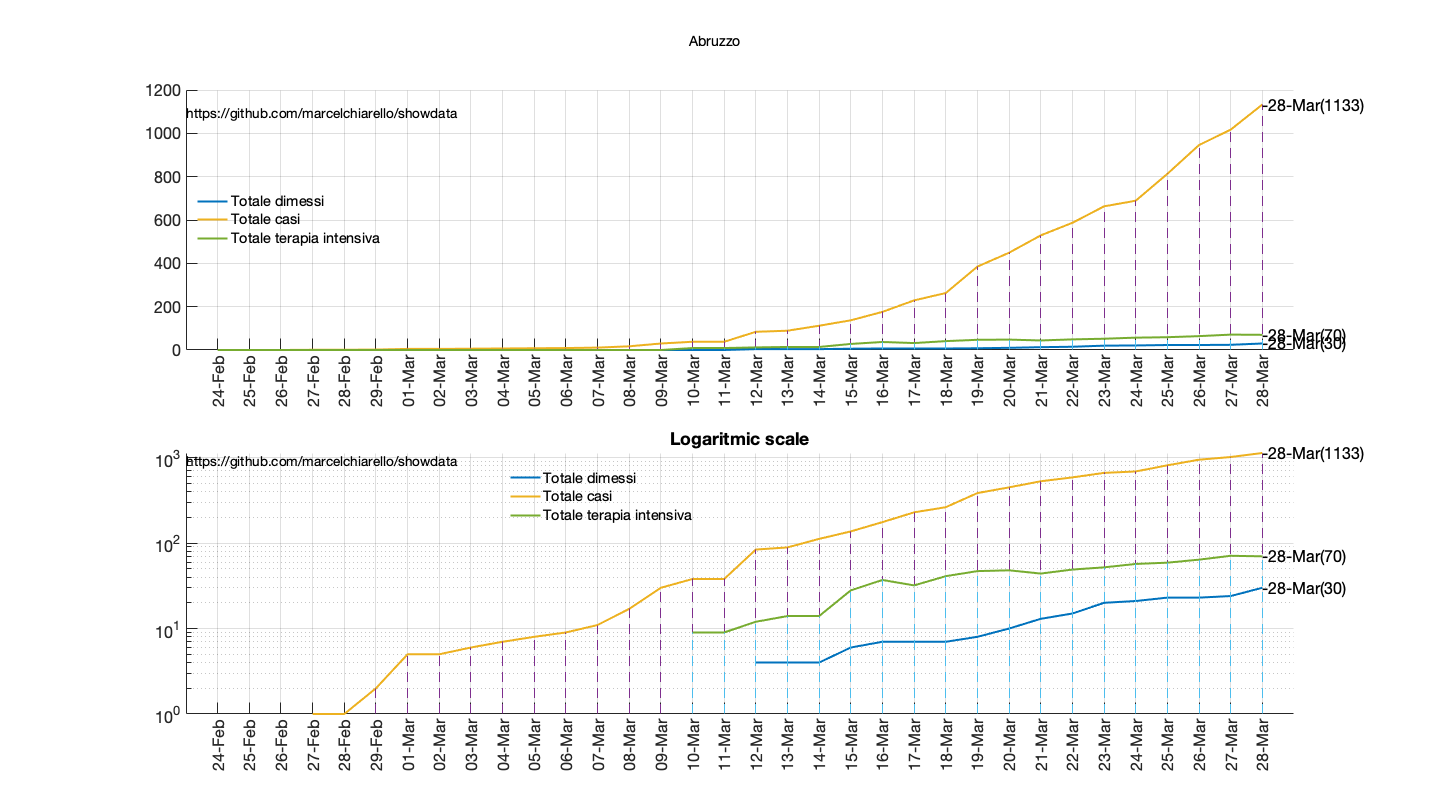 Abruzzo
1200
1000
800
600
400
200
0
https://github.com/marcelchiarello/showdata
Totale dimessi
Totale casi
Totale terapia intensiva
-28-Mar(1133)
-28-Mar(70)
-28-Mar(30)
24-Feb
25-Feb
26-Feb
27-Feb
28-Feb
29-Feb
01-Mar
02-Mar
03-Mar
04-Mar
05-Mar
06-Mar
07-Mar
08-Mar
09-Mar
10-Mar
11-Mar
12-Mar
13-Mar
14-Mar
15-Mar
16-Mar
17-Mar
18-Mar
19-Mar
20-Mar
21-Mar
22-Mar
23-Mar
24-Mar
25-Mar
26-Mar
27-Mar
28-Mar
Logaritmic scale
10³
10²
10¹
10⁰
https://github.com/marcelchiarello/showdata
Totale dimessi
Totale casi
Totale terapia intensiva
-28-Mar(1133)
-28-Mar(70)
-28-Mar(30)
24-Feb
25-Feb
26-Feb
27-Feb
28-Feb
29-Feb
01-Mar
02-Mar
03-Mar
04-Mar
05-Mar
06-Mar
07-Mar
08-Mar
09-Mar
10-Mar
11-Mar
12-Mar
13-Mar
14-Mar
15-Mar
16-Mar
17-Mar
18-Mar
19-Mar
20-Mar
21-Mar
22-Mar
23-Mar
24-Mar
25-Mar
26-Mar
27-Mar
28-Mar